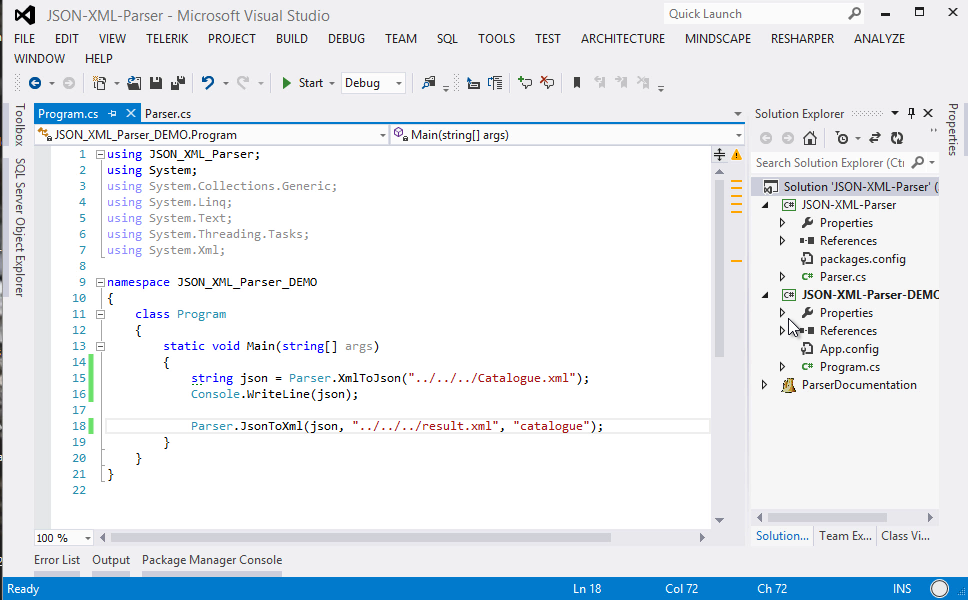 JSON-XML-Parser - Microsoft Visual Studio
Quick Launch
FILE EDIT VIEW TELERIK PROJECT BUILD DEBUG TEAM SQL TOOLS TEST ARCHITECTURE MINDSCAPE RESHARPER ANALYZE
WINDOW HELP
Start Debug
Toolbox
SQL Server Object Explorer
Program.cs Parser.cs
JSON_XML_Parser_DEMO.Program Main(string[] args)
1 using JSON_XML_Parser;
2 using System;
3 using System.Collections.Generic;
4 using System.Linq;
5 using System.Text;
6 using System.Threading.Tasks;
7 using System.Xml;
8
9 namespace JSON_XML_Parser_DEMO
10 {
11 class Program
12 {
13 static void Main(string[] args)
14 {
15 string json = Parser.XmlToJson("../../../Catalogue.xml");
16 Console.WriteLine(json);
17
18 Parser.JsonToXml(json, "../../../result.xml", "catalogue");
19 }
20 }
21 }
22
100 %
Solution Explorer
Search Solution Explorer (Ctr
Solution 'JSON-XML-Parser' (
C# JSON-XML-Parser
Properties
References
packages.config
C# Parser.cs
C# JSON-XML-Parser-DEMO
Properties
References
App.config
C# Program.cs
ParserDocumentation
Solution... Team Ex... Class Vi...
Properties
Error List Output Package Manager Console
Ready Ln 18 Col 72 Ch 72 INS